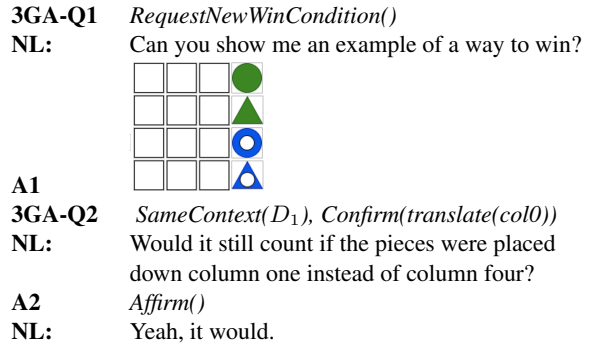 3GA-Q1 RequestNewWinCondition()
NL: Can you show me an example of a way to win?
A1
3GA-Q2 SameContext(D₁), Confirm(translate(col0))
NL: Would it still count if the pieces were placed
down column one instead of column four?
A2 Affirm()
NL: Yeah, it would.